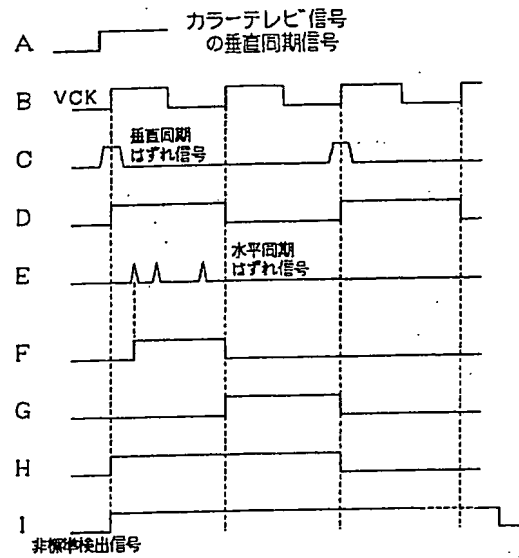 カラーテレビ信号
の垂直同期信号
A
B VCK
垂直同期
はずれ信号
C
D
水平同期
はずれ信号
E
F
G
H
I
非標準検出信号